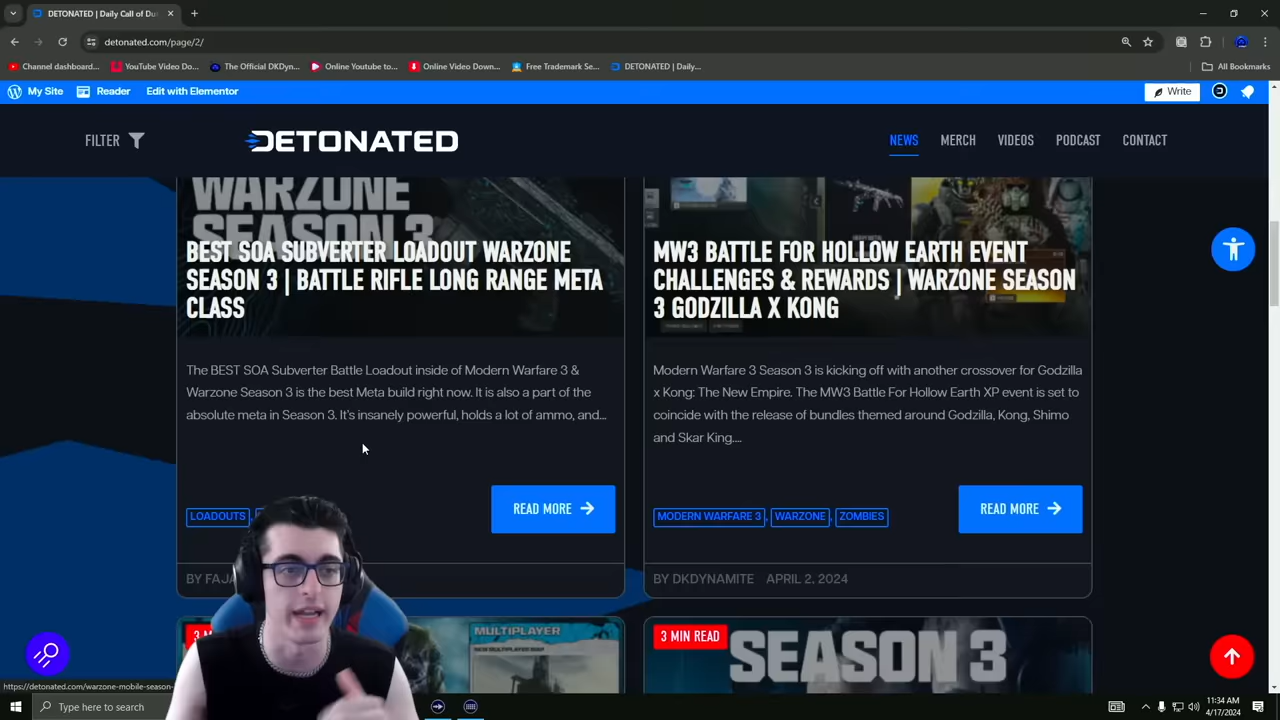 DETONATED | Daily Call of Du
detonated.com/page/2/
Channel dashboard...
YouTube Video Do...
The Official DKDyn...
Online Youtube to...
Online Video Down...
Free Trademark Se...
DETONATED | Daily...
All Bookmarks
My Site
Reader
Edit with Elementor
Write
FILTER
DETONATED
NEWS
MERCH
VIDEOS
PODCAST
CONTACT
WARZONE
SEASON 3
BEST SOA SUBVERTER LOADOUT WARZONE
SEASON 3 | BATTLE RIFLE LONG RANGE META
CLASS
The BEST SOA Subverter Battle Loadout inside of Modern Warfare 3 &
Warzone Season 3 is the best Meta build right now. It is also a part of the
absolute meta in Season 3. It's insanely powerful, holds a lot of ammo, and...
LOADOUTS,
READ MORE
BY FAJA
MW3 BATTLE FOR HOLLOW EARTH EVENT
CHALLENGES & REWARDS | WARZONE SEASON
3 GODZILLA X KONG
Modern Warfare 3 Season 3 is kicking off with another crossover for Godzilla
x Kong: The New Empire. The MW3 Battle For Hollow Earth XP event is set to
coincide with the release of bundles themed around Godzilla, Kong, Shimo
and Skar King....
MODERN WARFARE 3, WARZONE, ZOMBIES
READ MORE
BY DKDYNAMITE APRIL 2, 2024
3 M
MULTIPLAYER
3 MIN READ
SEASON 3
https://detonated.com/warzone-mobile-season-
Type here to search
11:34 AM
4/17/2024